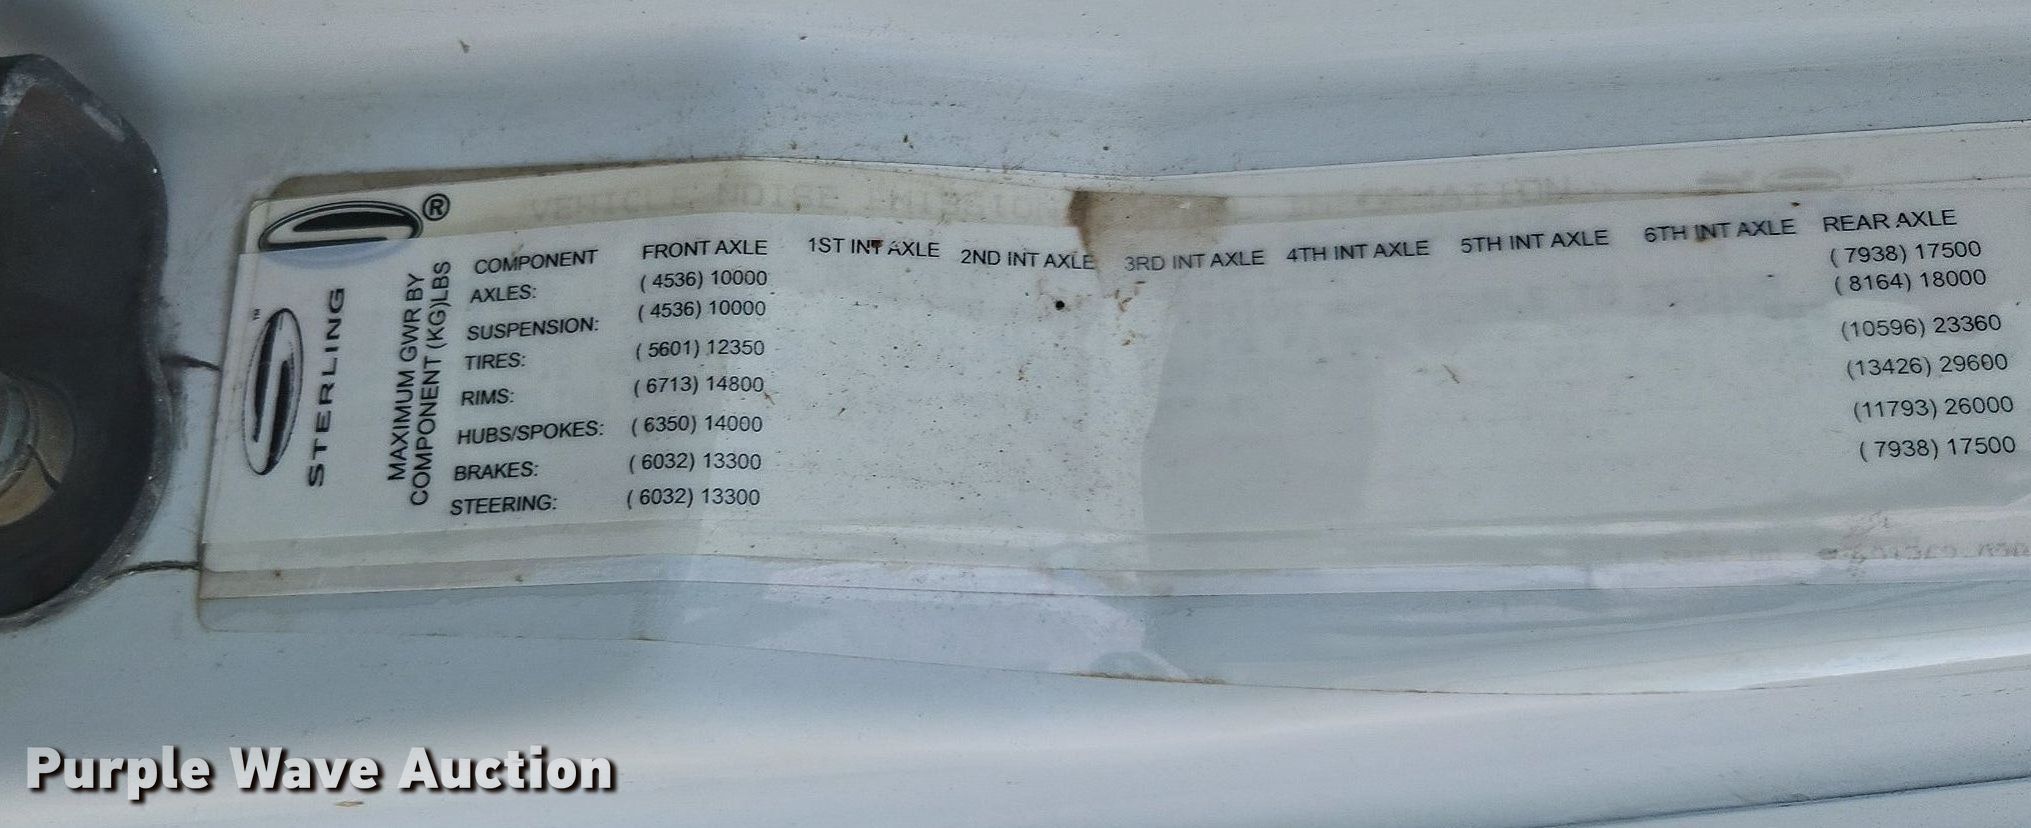 VEHICLE NOISE
®
COMPONENT FRONT AXLE 1ST INT AXLE 2ND INT AXLE 3RD INT AXLE 4TH INT AXLE 5TH INT AXLE 6TH INT AXLE REAR AXLE
AXLES: ( 4536) 10000 ( 7938) 17500
SUSPENSION: ( 4536) 10000 ( 8164) 18000
TIRES: ( 5601) 12350 (10596) 23360
RIMS: ( 6713) 14800 (13426) 29600
HUBS/SPOKES: ( 6350) 14000 (11793) 26000
BRAKES: ( 6032) 13300 ( 7938) 17500
STEERING: ( 6032) 13300
MAXIMUM GWR BY
COMPONENT (KG)LBS
STERLING
™
Purple Wave Auction